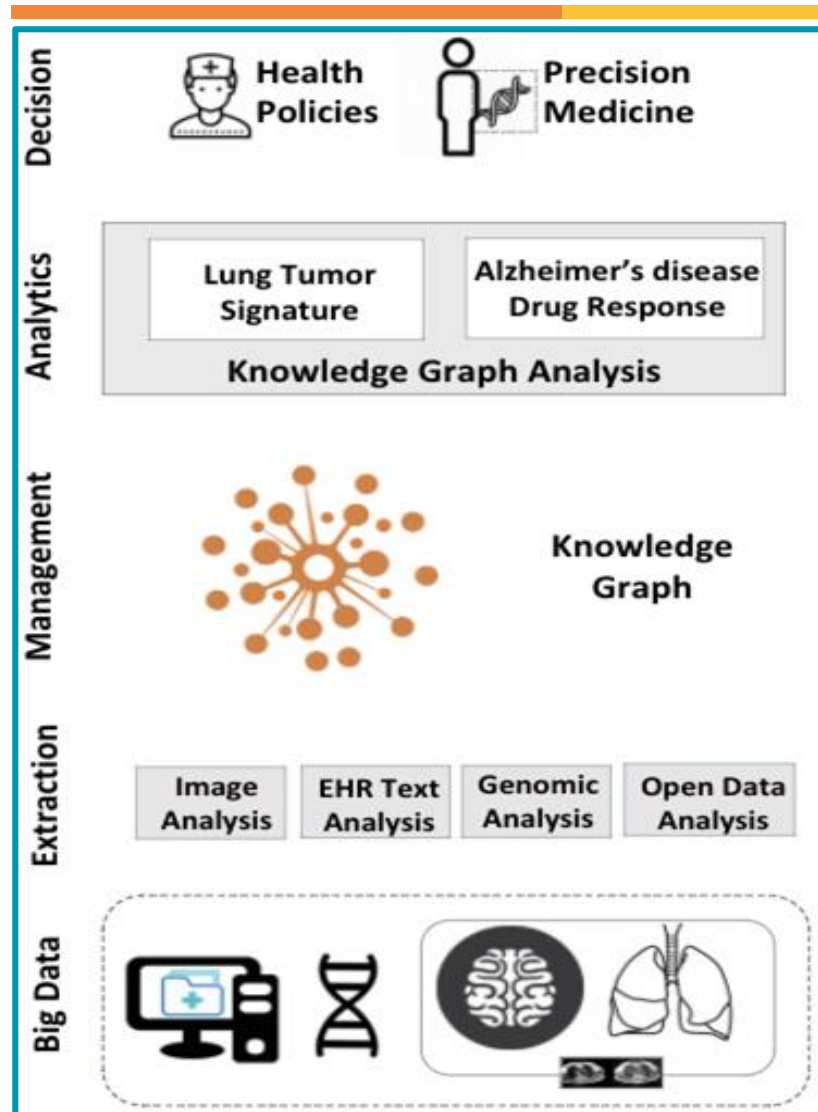 Decision
Health
Policies
Precision
Medicine
Analytics
Lung Tumor
Signature
Alzheimer's disease
Drug Response
Knowledge Graph Analysis
Management
Knowledge
Graph
Extraction
Image
Analysis
EHR Text
Analysis
Genomic
Analysis
Open Data
Analysis
Big Data